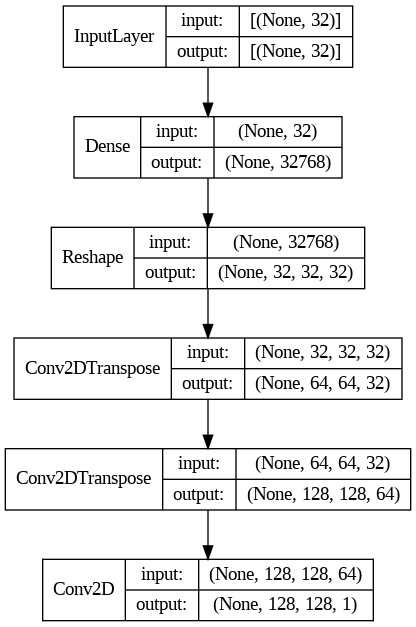 InputLayer input: [(None, 32)]
output: [(None, 32)]
Dense input: (None, 32)
output: (None, 32768)
Reshape input: (None, 32768)
output: (None, 32, 32, 32)
Conv2DTranspose input: (None, 32, 32, 32)
output: (None, 64, 64, 32)
Conv2DTranspose input: (None, 64, 64, 32)
output: (None, 128, 128, 64)
Conv2D input: (None, 128, 128, 64)
output: (None, 128, 128, 1)